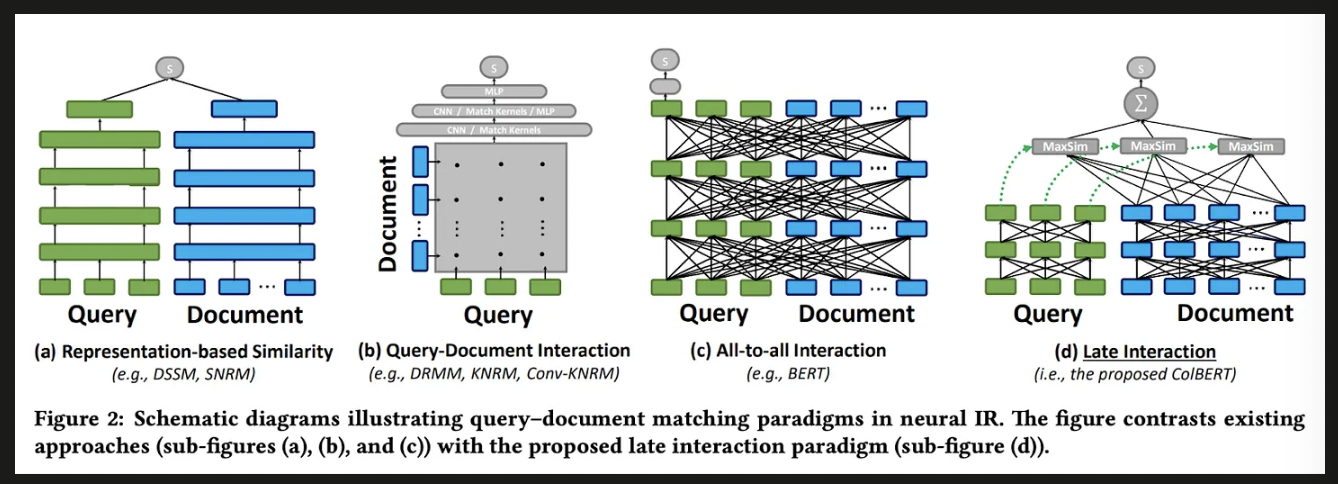 S
Query
Document
(a) Representation-based Similarity
(e.g., DSSM, SNRM)
S
MLP
CNN / Match Kernels / MLP
CNN / Match Kernels
Document
Query
(b) Query-Document Interaction
(e.g., DRMM, KNRM, Conv-KNRM)
S
Query
Document
(c) All-to-all Interaction
(e.g., BERT)
S
Σ
MaxSim
MaxSim
MaxSim
Query
Document
(d) Late Interaction
(i.e., the proposed ColBERT)
Figure 2: Schematic diagrams illustrating query–document matching paradigms in neural IR. The figure contrasts existing
approaches (sub-figures (a), (b), and (c)) with the proposed late interaction paradigm (sub-figure (d)).